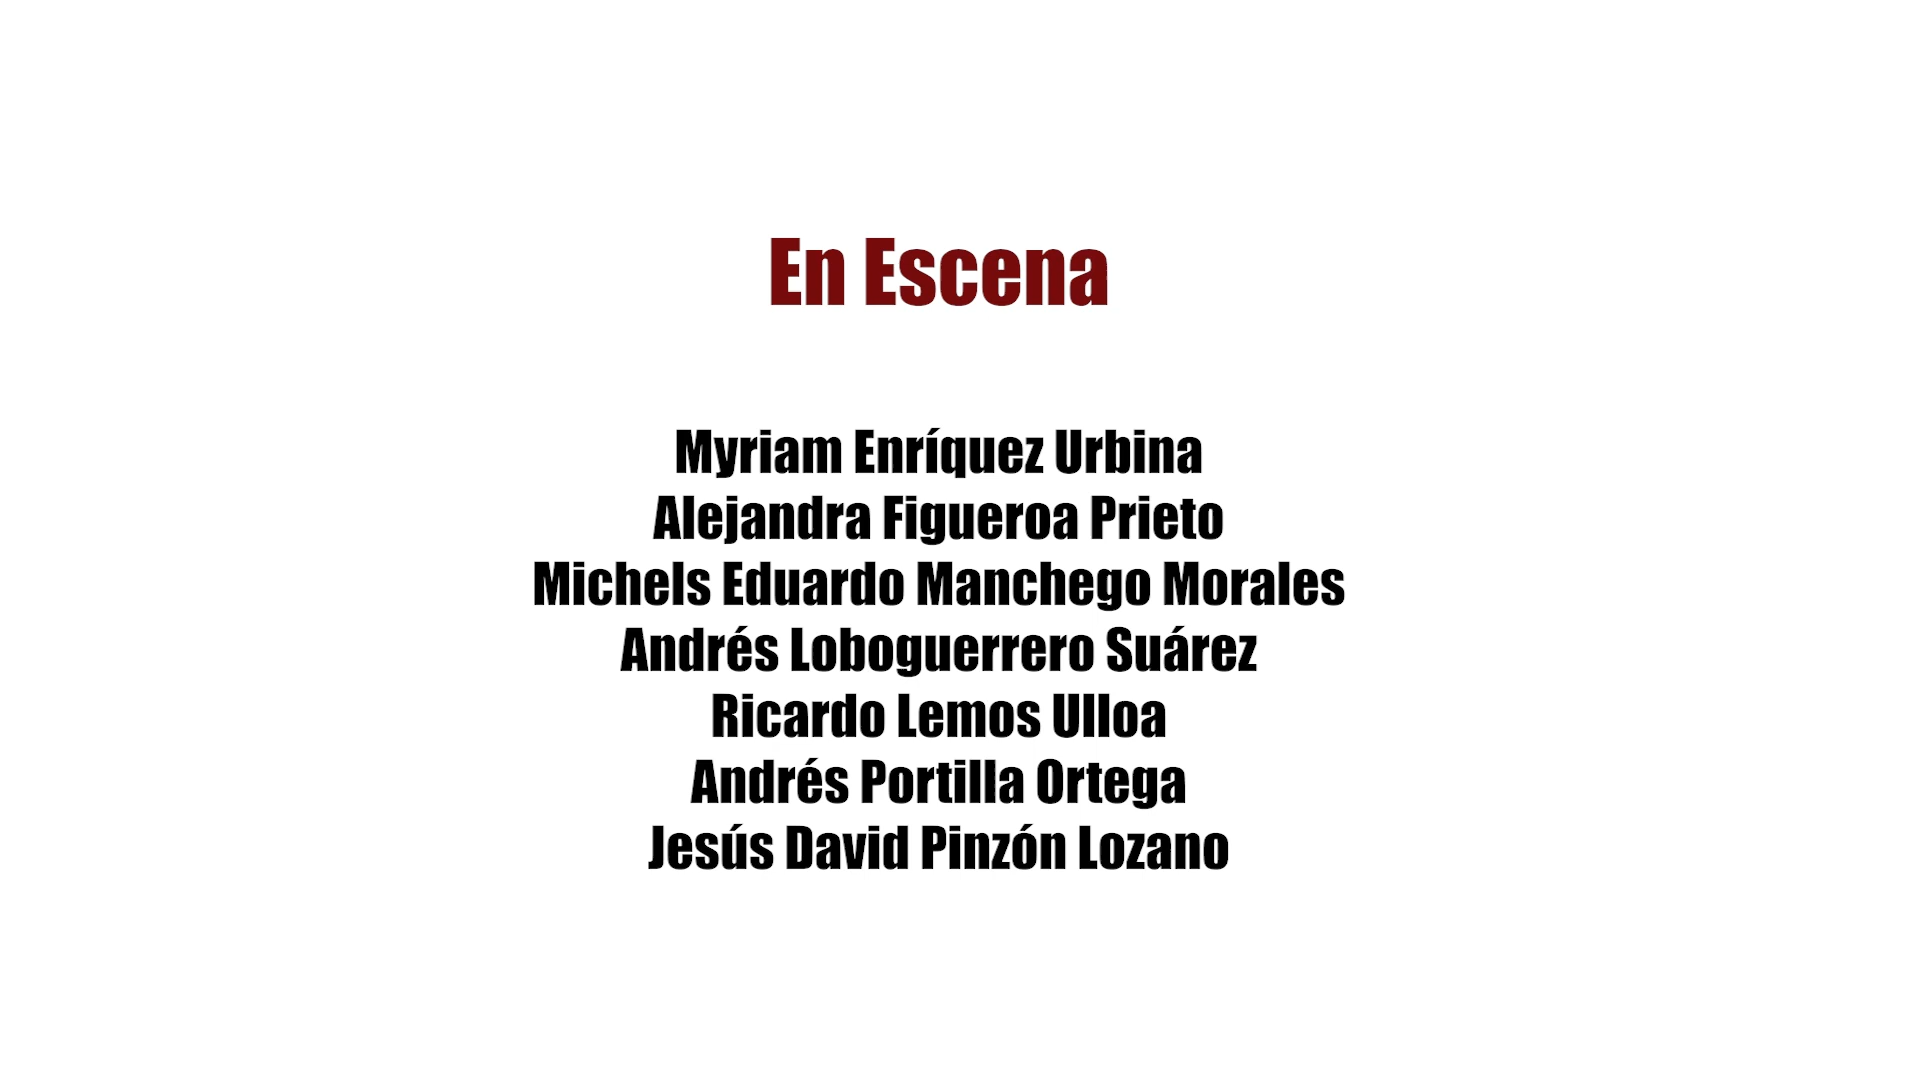 En Escena
Myriam Enríquez Urbina
Alejandra Figueroa Prieto
Michels Eduardo Manchego Morales
Andrés Loboguerrero Suárez
Ricardo Lemos Ulloa
Andrés Portilla Ortega
Jesús David Pinzón Lozano